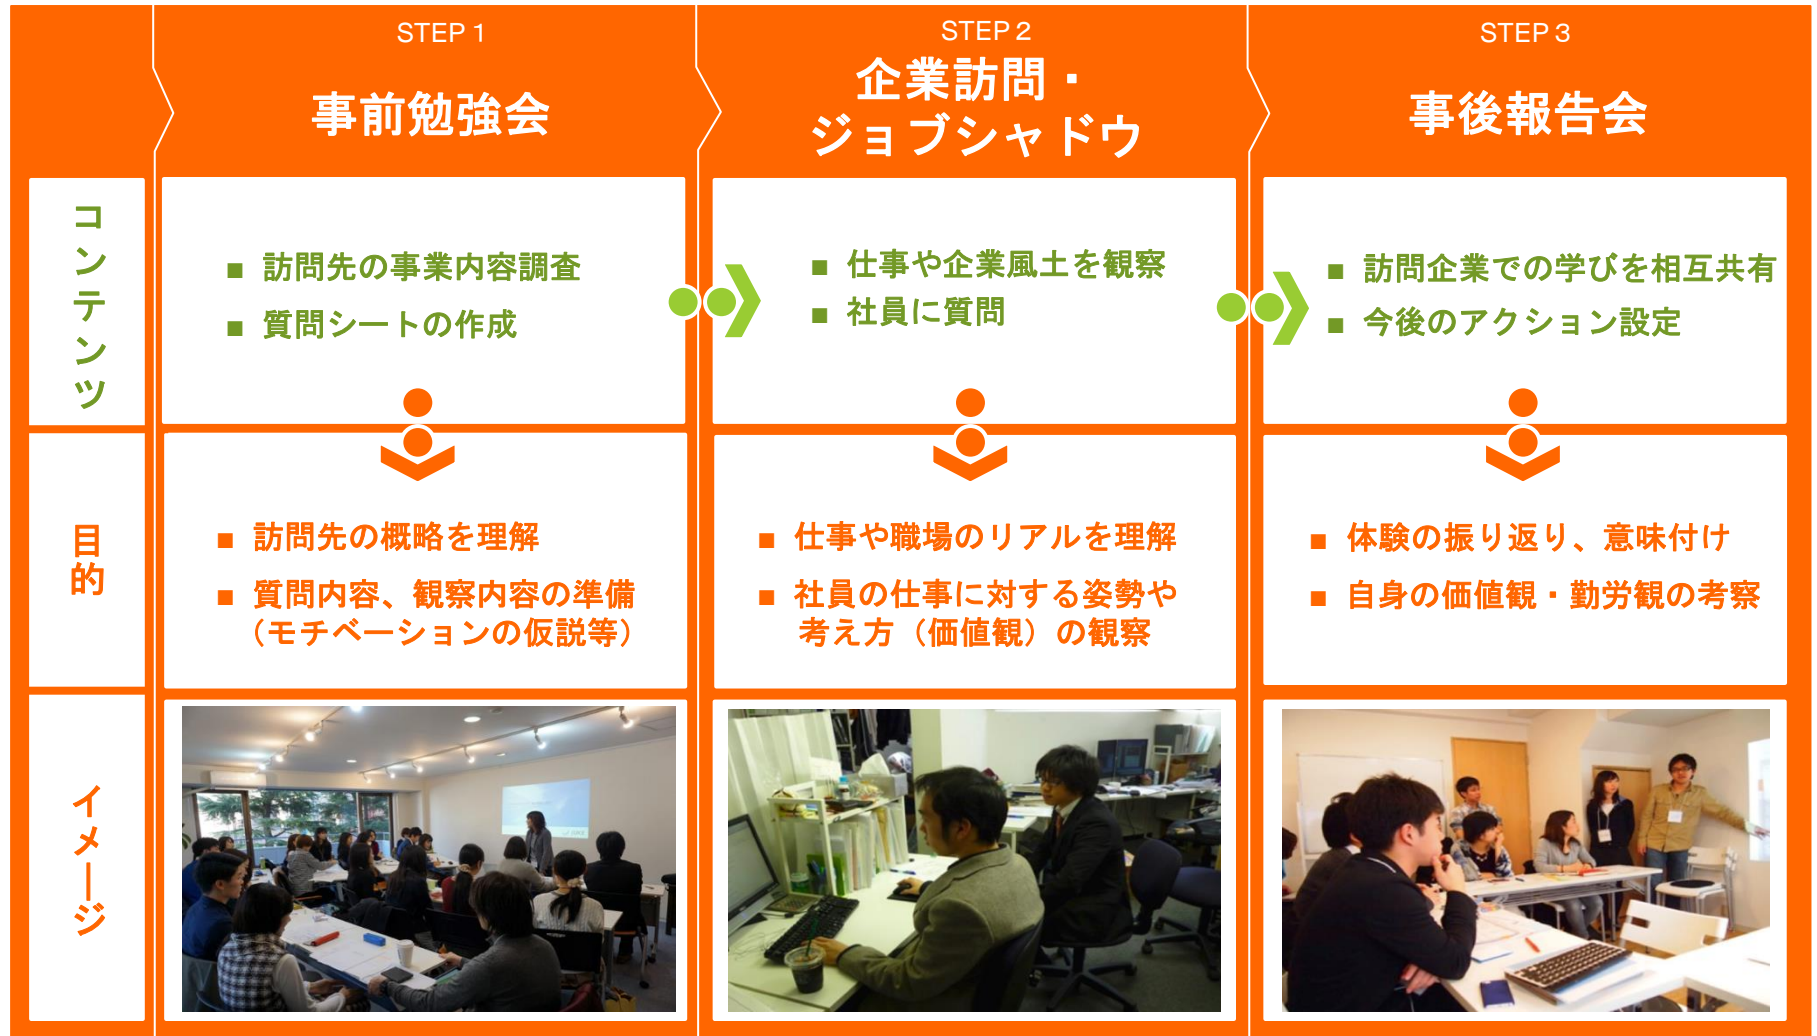 STEP 1
事前勉強会
STEP 2
企業訪問・
ジョブシャドウ
STEP 3
事後報告会
コンテンツ
■ 訪問先の事業内容調査
■ 質問シートの作成
■ 仕事や企業風土を観察
■ 社員に質問
■ 訪問企業での学びを相互共有
■ 今後のアクション設定
目的
■ 訪問先の概略を理解
■ 質問内容、観察内容の準備
（モチベーションの仮説等）
■ 仕事や職場のリアルを理解
■ 社員の仕事に対する姿勢や
考え方（価値観）の観察
■ 体験の振り返り、意味付け
■ 自身の価値観・勤労観の考察
イメージ